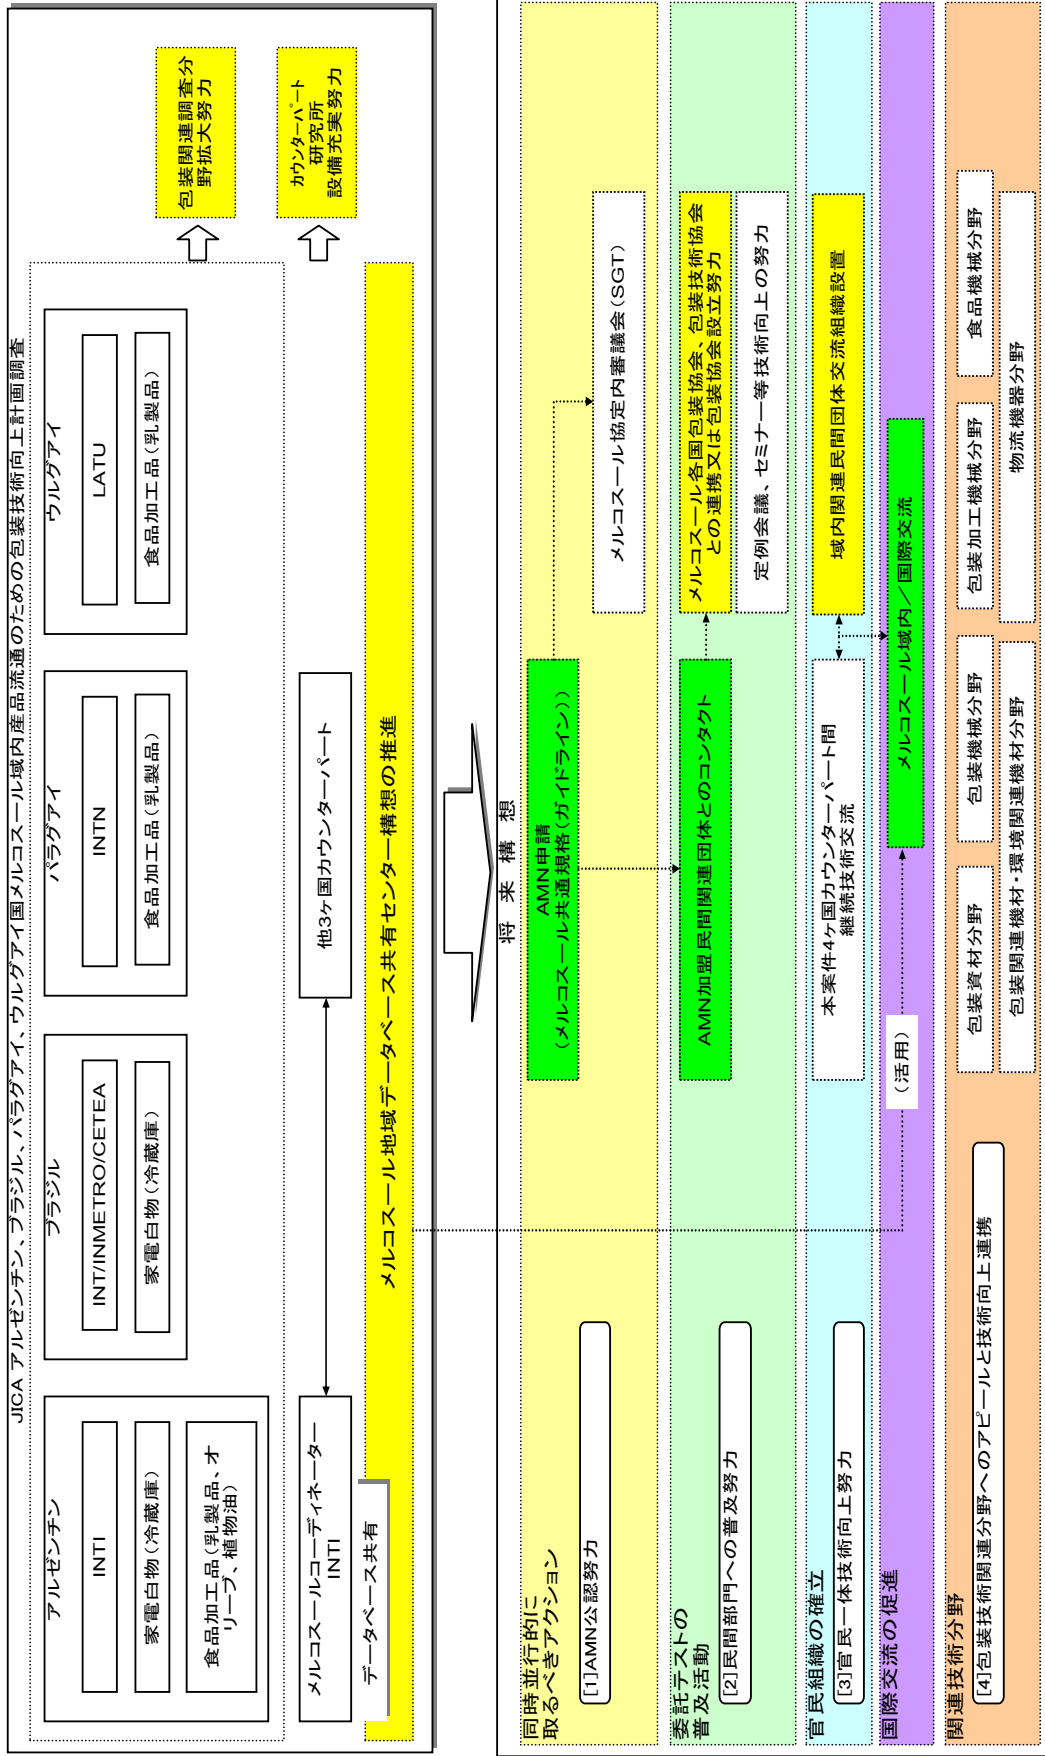 JICA アルゼンチン、ブラジル、パラグアイ、ウルグアイ国メルコスール域内産品流通のための包装技術向上計画調査
アルゼンチン
INTI
家電白物(冷蔵庫)
食品加工品(乳製品、オ
リーブ、植物油)
ブラジル
INT/INMETRO/CETEA
家電白物(冷蔵庫)
パラグアイ
INTN
食品加工品(乳製品)
ウルグアイ
LATU
食品加工品(乳製品)
包装関連調査分
野拡大努力
メルコスールコーディネーター
INTI
他3ヶ国カウンターパート
カウンターパート
研究所
設備充実努力
データベース共有
メルコスール地域データベース共有センター構想の推進
将 来 構 想
同時並行的に
取るべきアクション
[1]AMN公認努力
AMN申請
(メルコスール共通規格(ガイドライン))
メルコスール協定内審議会(SGT)
委託テストの
普及活動
[2]民間部門への普及努力
AMN加盟民間関連団体とのコンタクト
メルコスール各国包装協会、包装技術協会
との連携又は包装協会設立努力
定例会議、セミナー等技術向上の努力
官民組織の確立
[3]官民一体技術向上努力
本案件4ヶ国カウンターパート間
継続技術交流
域内関連民間団体交流組織設置
国際交流の促進
(活用)
メルコスール域内/国際交流
関連技術分野
[4]包装技術関連分野へのアピールと技術向上連携
包装資材分野
包装機械分野
包装加工機械分野
食品機械分野
包装関連機材・環境関連機材分野
物流機器分野